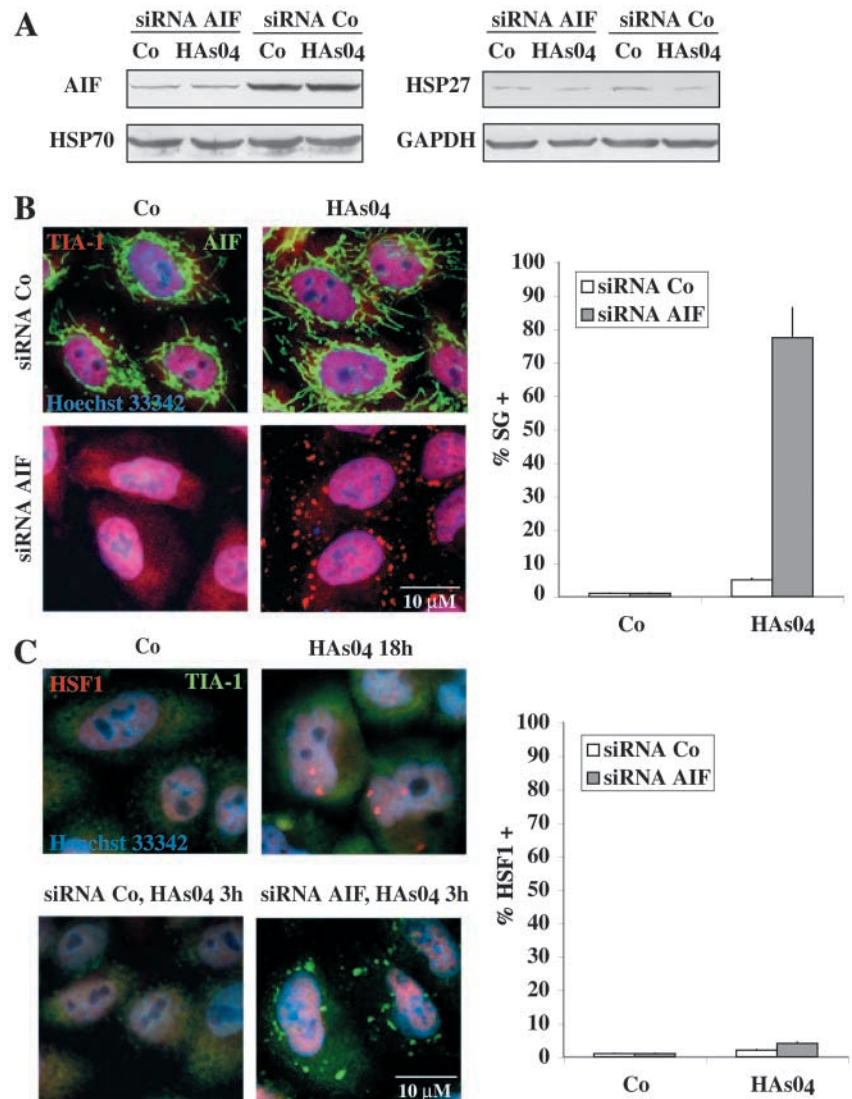 A
siRNA AIF siRNA Co
Co HAs04 Co HAs04
AIF
HSP70
siRNA AIF siRNA Co
Co HAs04 Co HAs04
HSP27
GAPDH
B
Co HAs04
siRNA Co
TIA-1 AIF
Hoechst 33342
siRNA AIF
10 µM
% SG +
100
90
80
70
60
50
40
30
20
10
0
siRNA Co
siRNA AIF
Co HAs04
C
Co HAs04 18h
HSF1 TIA-1
Hoechst 33342
siRNA Co, HAs04 3h siRNA AIF, HAs04 3h
10 µM
% HSF1 +
100
90
80
70
60
50
40
30
20
10
0
siRNA Co
siRNA AIF
Co HAs04